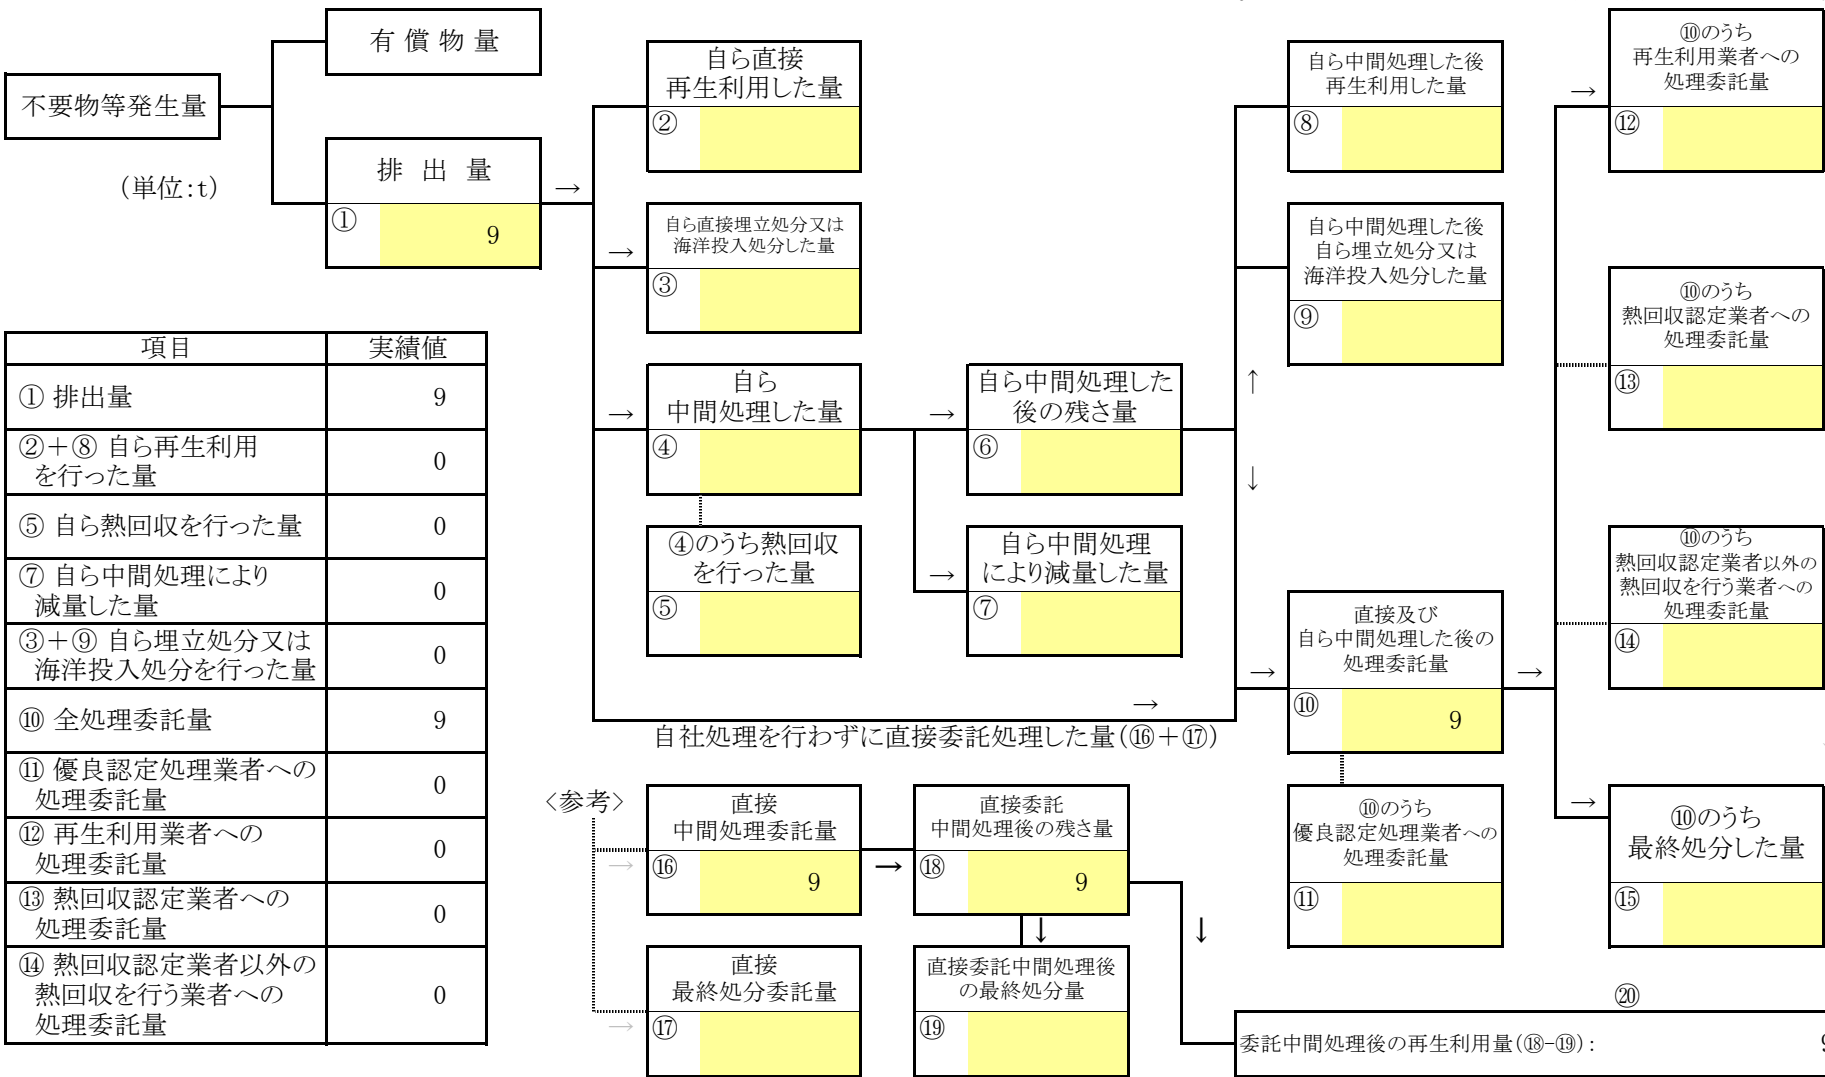 有 償 物 量
不要物等発生量
(単位:t)
排 出 量
①
9
→
自ら直接
再生利用した量
②
→
自ら直接埋立処分又は
海洋投入処分した量
③
→
自ら
中間処理した量
④
④のうち熱回収
を行った量
⑤
→
自ら中間処理した
後の残さ量
⑥
→
自ら中間処理
により減量した量
⑦
自ら中間処理した後
再生利用した量
⑧
自ら中間処理した後
自ら埋立処分又は
海洋投入処分した量
⑨
↑
↓
→
直接及び
自ら中間処理した後の
処理委託量
⑩
9
⑩のうち
優良認定処理業者への
処理委託量
⑪
→
→
⑩のうち
再生利用業者への
処理委託量
⑫
⑩のうち
熱回収認定業者への
処理委託量
⑬
⑩のうち
熱回収認定業者以外の
熱回収を行う業者への
処理委託量
⑭
→
⑩のうち
最終処分した量
⑮
→
自社処理を行わずに直接委託処理した量(⑯+⑰)
〈参考〉
→
直接
中間処理委託量
⑯
9
→
直接委託
中間処理後の残さ量
⑱
9
↓
↓
→
直接
最終処分委託量
⑰
直接委託中間処理後
の最終処分量
⑲
⑳
委託中間処理後の再生利用量(⑱-⑲):
9
項目 実績値
① 排出量 9
②+⑧ 自ら再生利用
を行った量 0
⑤ 自ら熱回収を行った量 0
⑦ 自ら中間処理により
減量した量 0
③+⑨ 自ら埋立処分又は
海洋投入処分を行った量 0
⑩ 全処理委託量 9
⑪ 優良認定処理業者への
処理委託量 0
⑫ 再生利用業者への
処理委託量 0
⑬ 熱回収認定業者への
処理委託量 0
⑭ 熱回収認定業者以外の
熱回収を行う業者への
処理委託量 0